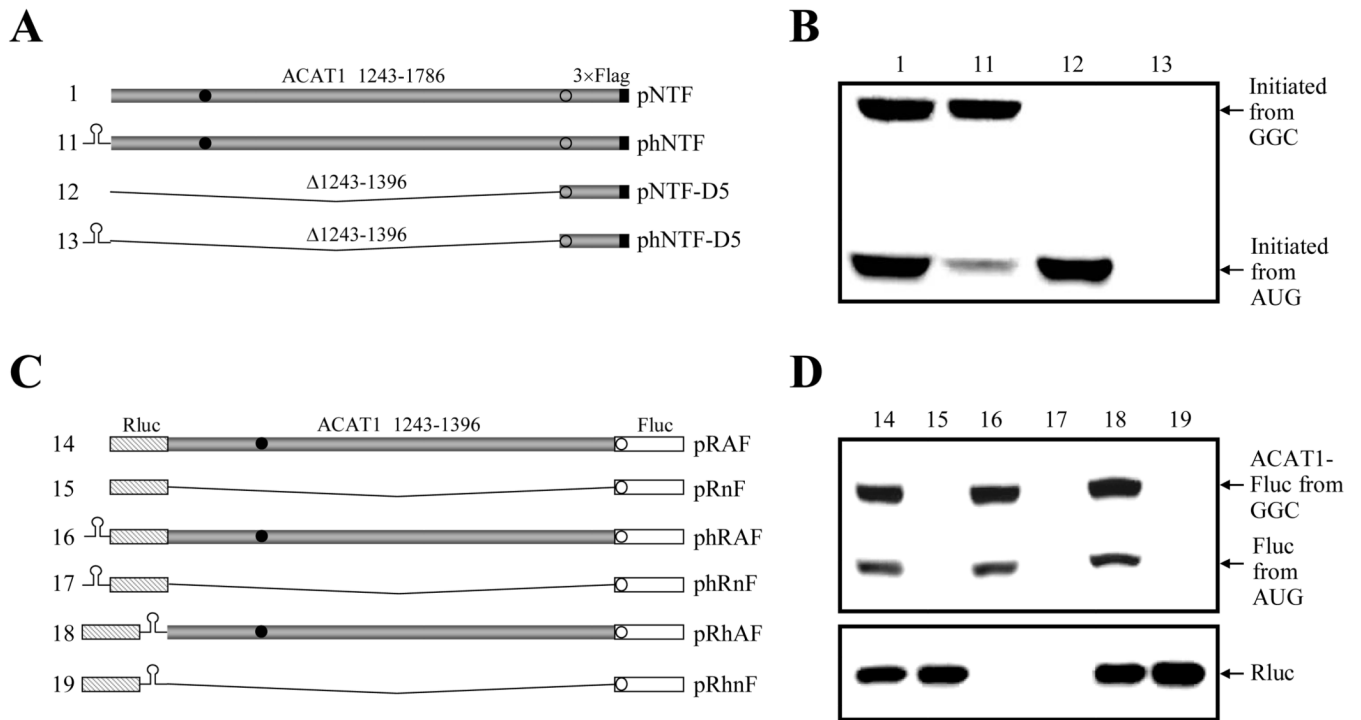 A
ACAT1 1243-1786 3×Flag
1 pNTF
11 phNTF
Δ1243-1396
12 pNTF-D5
Δ1243-1396
13 phNTF-D5
B
1 11 12 13
Initiated
from
GGC
Initiated
from
AUG
C
Rluc ACAT1 1243-1396 Fluc
14 pRAF
15 pRnF
16 phRAF
17 phRnF
18 pRhAF
19 pRhnF
D
14 15 16 17 18 19
ACAT1-
Fluc from
GGC
Fluc
from
AUG
Rluc